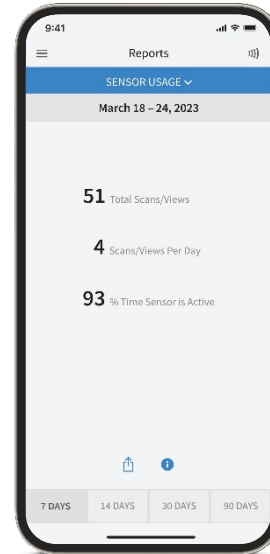 9:41
Reports
SENSOR USAGE
March 18 – 24, 2023
51 Total Scans/Views
4 Scans/Views Per Day
93 % Time Sensor is Active
7 DAYS 14 DAYS 30 DAYS 90 DAYS